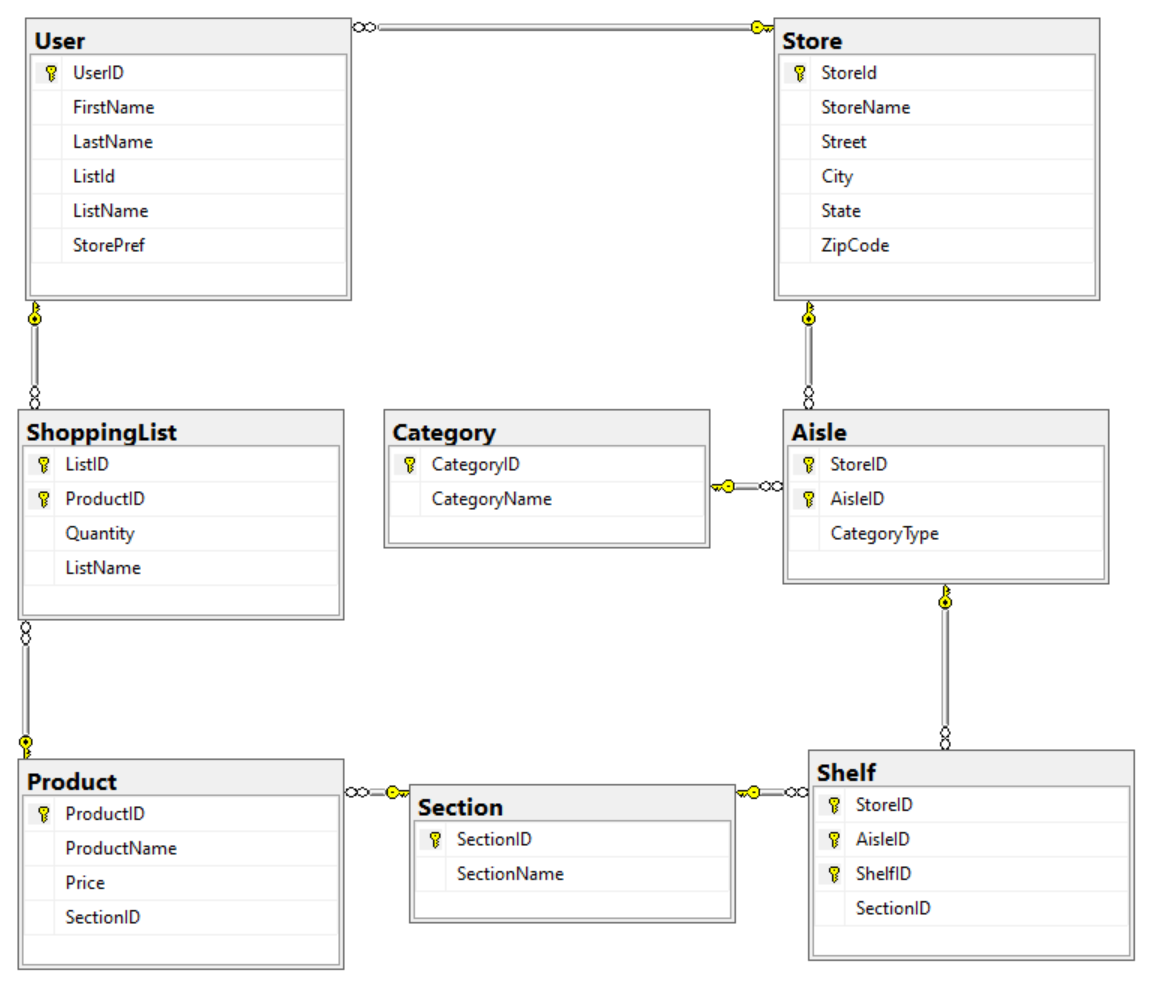 User
UserID
FirstName
LastName
ListId
ListName
StorePref
Store
StoreId
StoreName
Street
City
State
ZipCode
ShoppingList
ListID
ProductID
Quantity
ListName
Category
CategoryID
CategoryName
Aisle
StoreID
AisleID
CategoryType
Product
ProductID
ProductName
Price
SectionID
Section
SectionID
SectionName
Shelf
StoreID
AisleID
ShelfID
SectionID